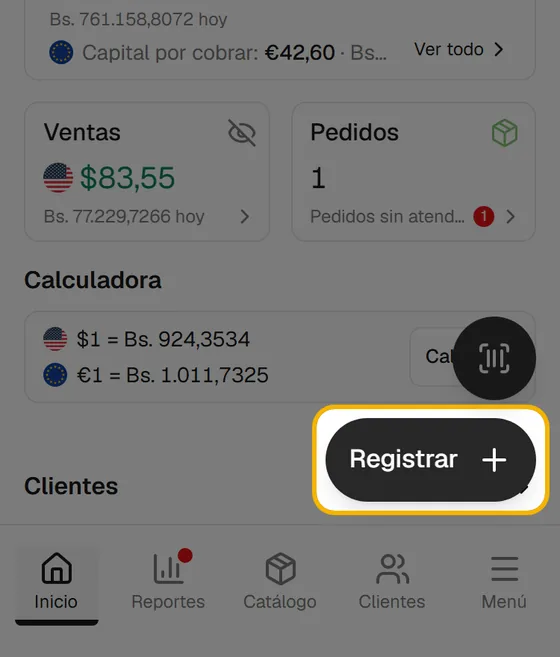 Bs. 761.158,8072 hoy
Capital por cobrar: €42,60 · Bs...
Ver todo
Ventas
Pedidos
$83,55
1
Bs. 77.229,7266 hoy
Pedidos sin atend... 1
Calculadora
$1 = Bs. 924,3534
€1 = Bs. 1.011,7325
Cal
Registrar
Clientes
Inicio
Reportes
Catálogo
Clientes
Menú